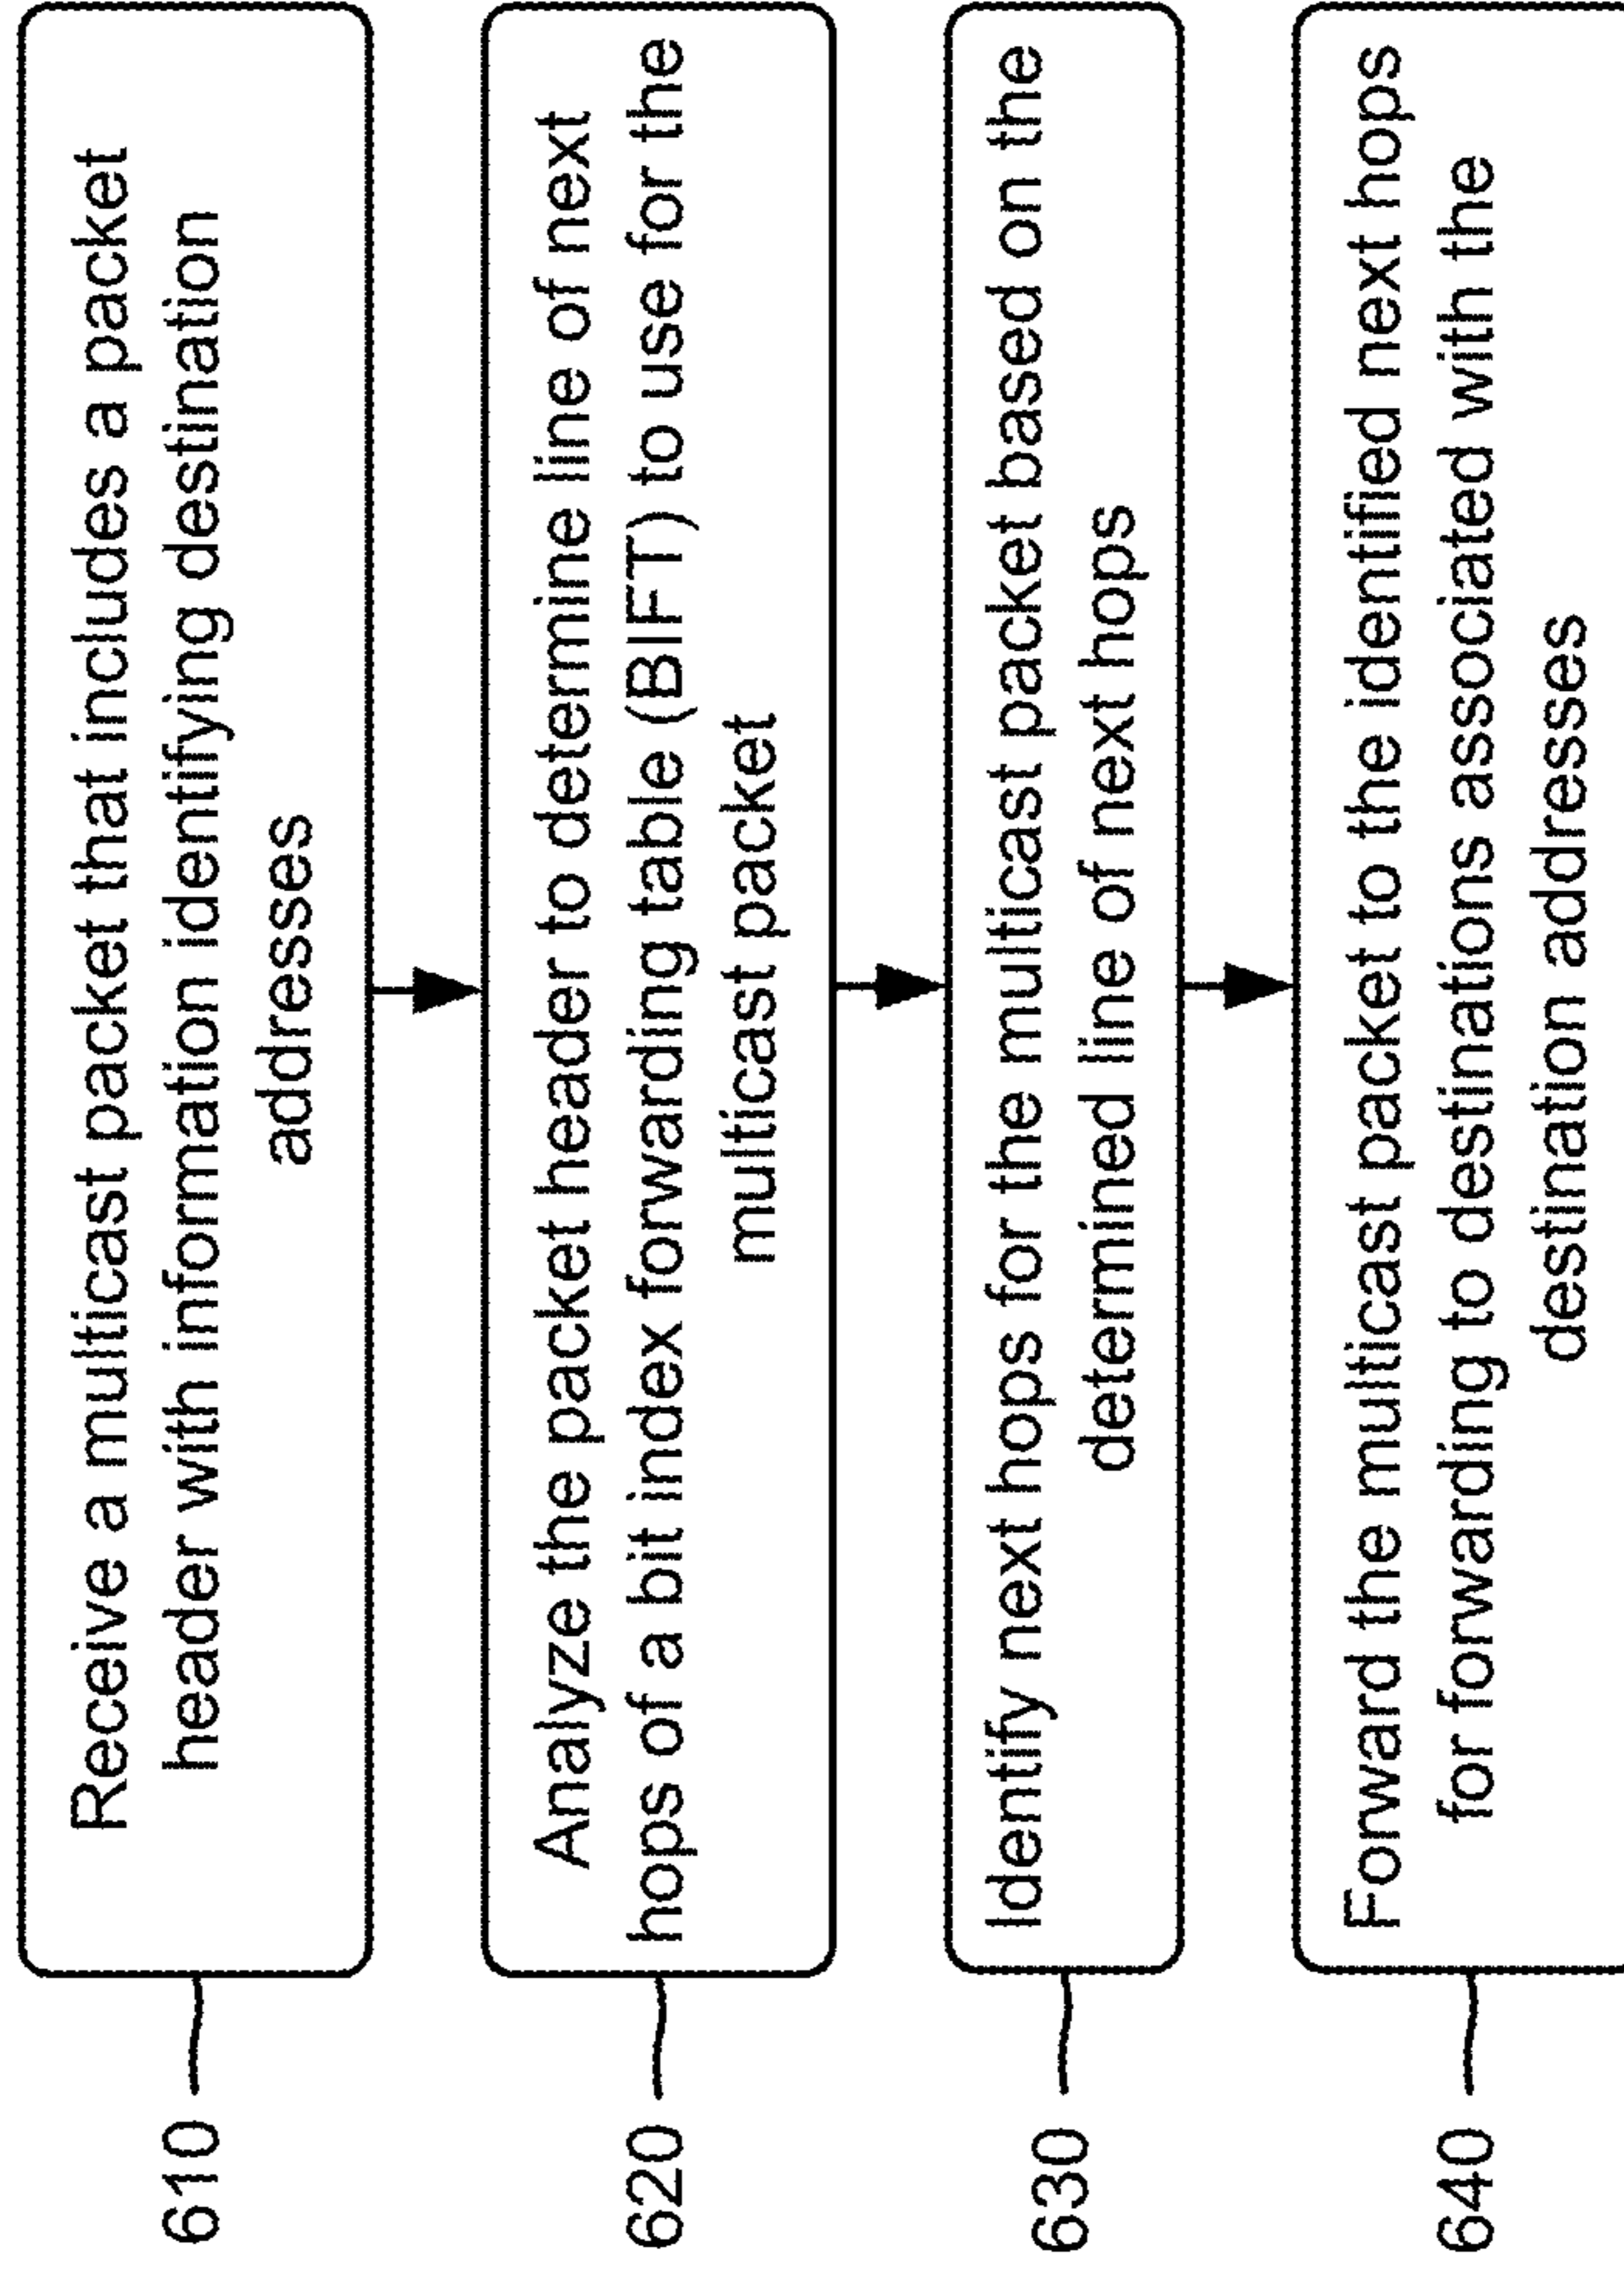 610
Receive a multicast packet that includes a packet
header with information identifying destination
addresses
620
Analyze the packet header to determine line of next
hops of a bit index forwarding table (BIFT) to use for the
multicast packet
630
Identify next hops for the multicast packet based on the
determined line of next hops
640
Forward the multicast packet to the identified next hops
for forwarding to destinations associated with the
destination addresses